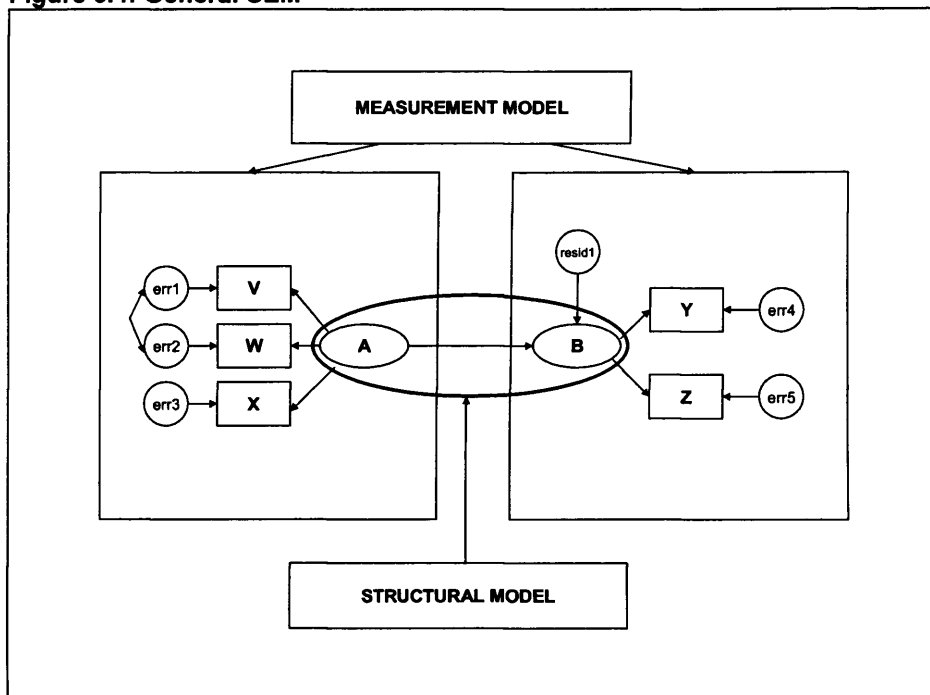 MEASUREMENT MODEL
resid1
err1
V
Y
err4
err2
W
A
B
err3
X
Z
err5
STRUCTURAL MODEL